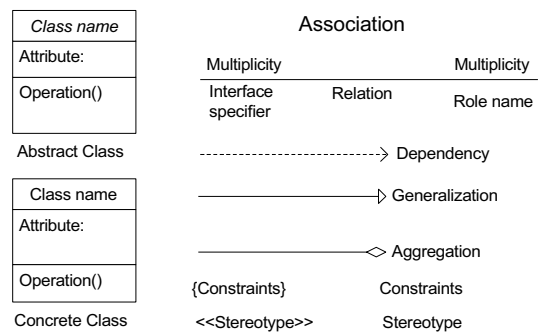 Class name
Attribute:
Operation()
Abstract Class
Class name
Attribute:
Operation()
Concrete Class
Association
Multiplicity Multiplicity
Interface specifier Relation Role name
Dependency
Generalization
Aggregation
{Constraints} Constraints
<<Stereotype>> Stereotype